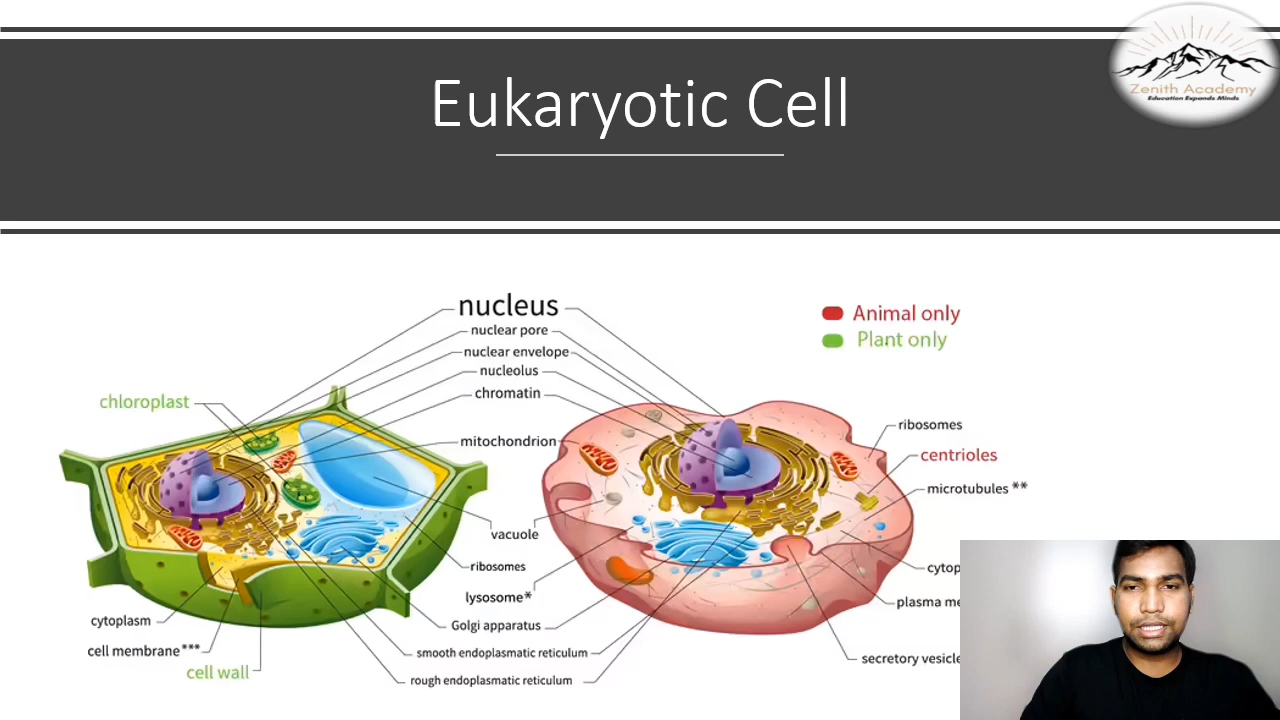 Eukaryotic Cell
Zenith Academy
Education Expands Minds
nucleus
nuclear pore
nuclear envelope
nucleolus
chromatin
mitochondrion
vacuole
ribosomes
lysosome*
Golgi apparatus
smooth endoplasmatic reticulum
rough endoplasmatic reticulum
chloroplast
cytoplasm
cell membrane***
cell wall
Animal only
Plant only
ribosomes
centrioles
microtubules **
cytop
plasma me
secretory vesicle